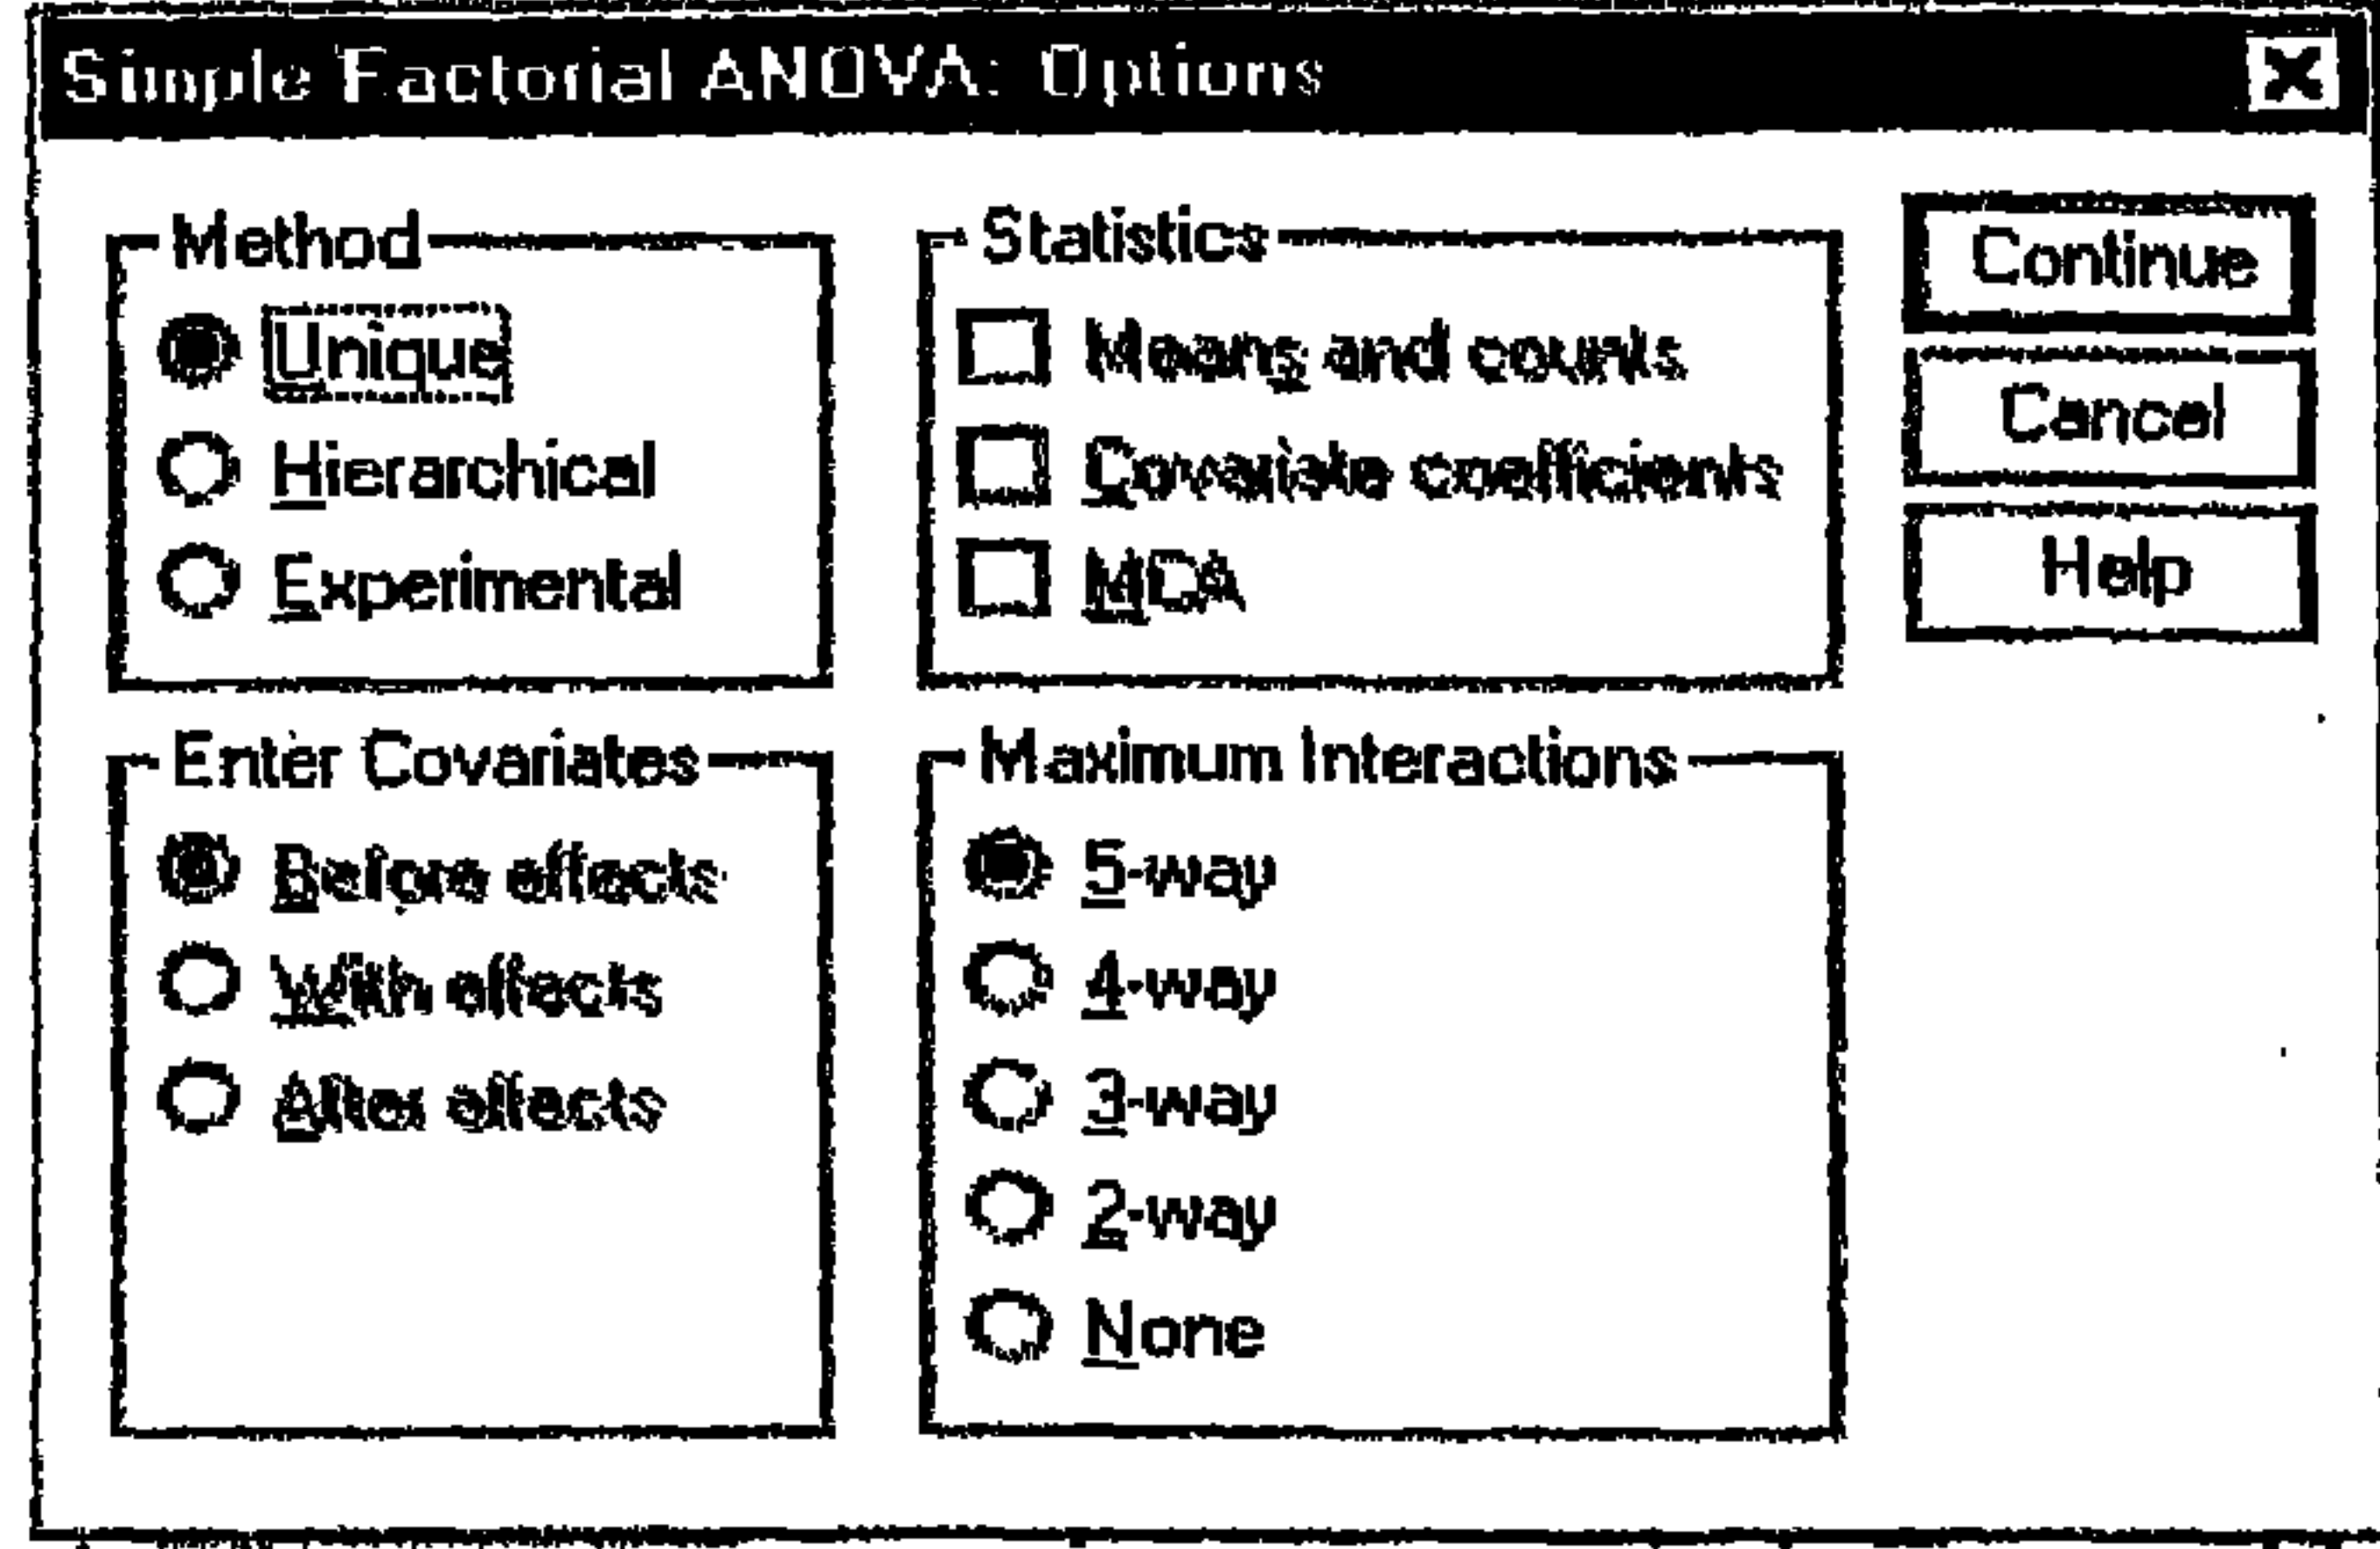 Simple Factorial ANOVA: Options
Method
Unique
Hierarchical
Experimental
Statistics
Means and counts
Covariate coefficients
MCA
Continue
Cancel
Help
Enter Covariates
Before effects
With effects
After effects
Maximum Interactions
5-way
4-way
3-way
2-way
None